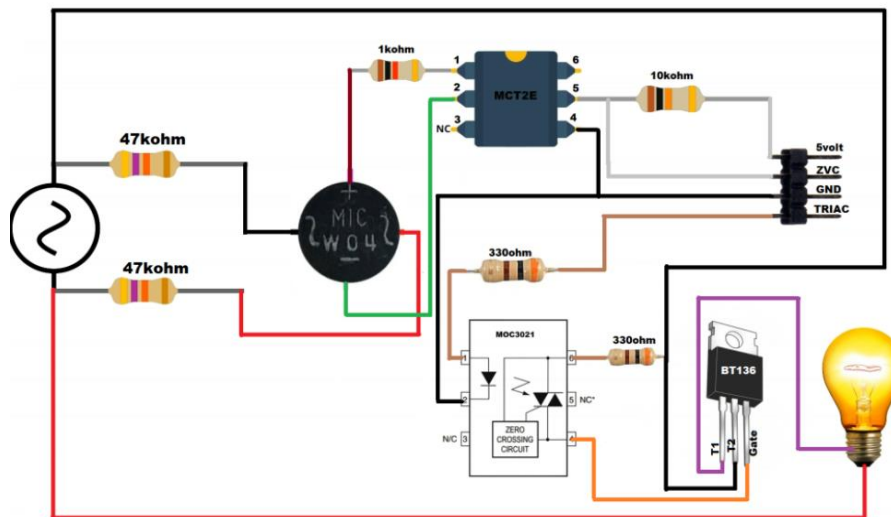 1kohm
1
2
NC
3
MCT2E
6
5
4
10kohm
47kohm
5volt
ZVC
GND
TRIAC
MIC
W04
47kohm
330ohm
MOC3021
330ohm
1
2
N/C
3
6
5
NC*
4
ZERO
CROSSING
CIRCUIT
BT136
T1
T2
Gate